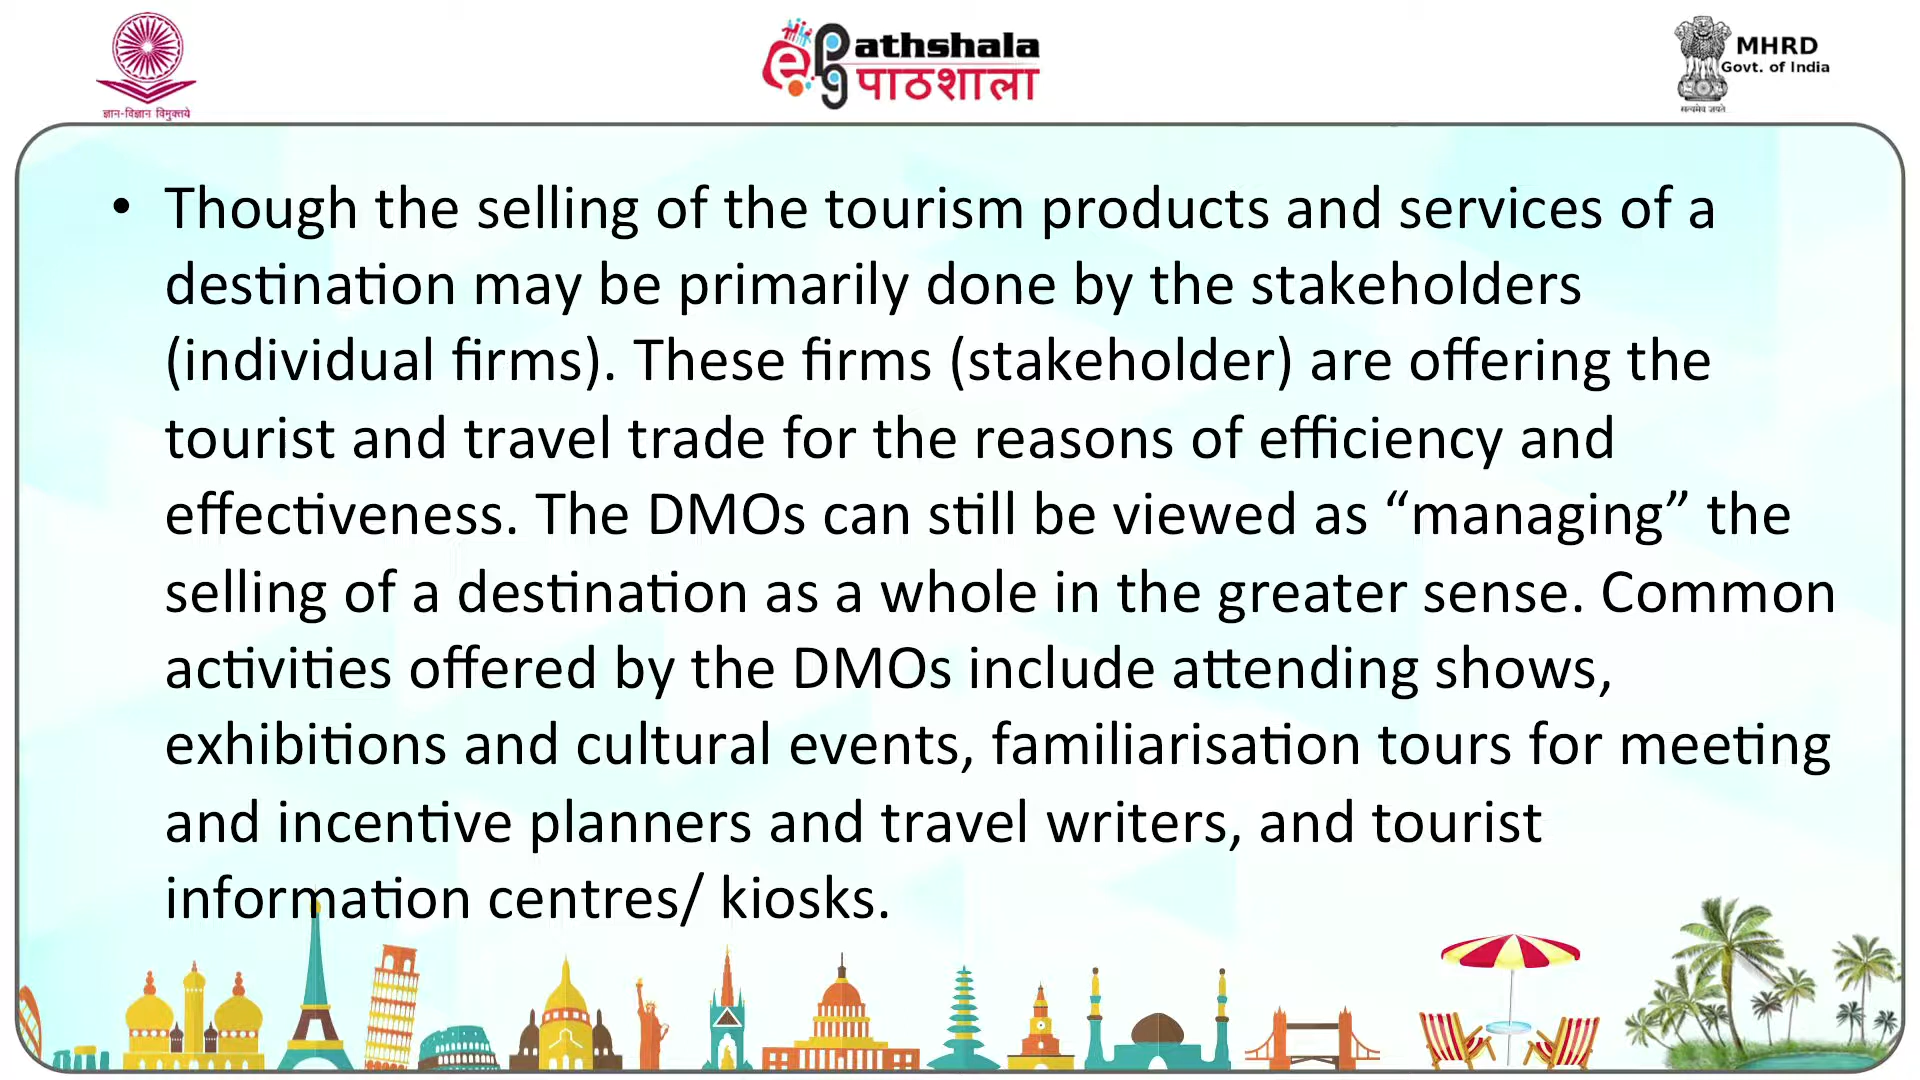 ज्ञान-विज्ञान विमुक्तये
e pg Pathshala
पाठशाला
MHRD
Govt. of India
सत्यमेव जयते
• Though the selling of the tourism products and services of a
destination may be primarily done by the stakeholders
(individual firms). These firms (stakeholder) are offering the
tourist and travel trade for the reasons of efficiency and
effectiveness. The DMOs can still be viewed as “managing” the
selling of a destination as a whole in the greater sense. Common
activities offered by the DMOs include attending shows,
exhibitions and cultural events, familiarisation tours for meeting
and incentive planners and travel writers, and tourist
information centres/ kiosks.